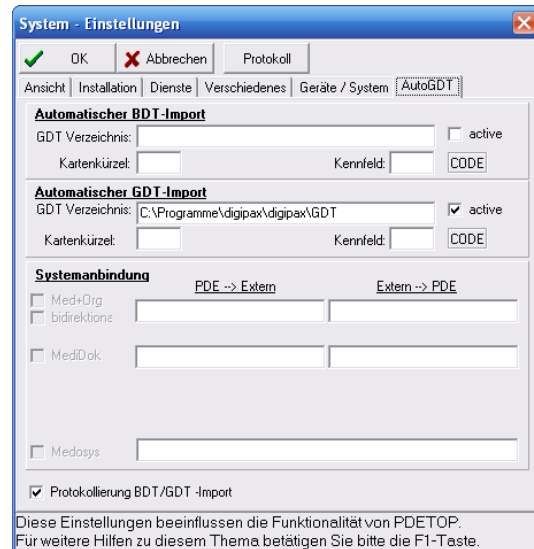 System - Einstellungen
OK Abbrechen Protokoll
Ansicht Installation Dienste Verschiedenes Geräte / System AutoGDT
Automatischer BDT-Import
GDT Verzeichnis: active
Kartenkürzel: Kennfeld: CODE
Automatischer GDT-Import
GDT Verzeichnis: C:\Programme\digipax\digipax\GDT active
Kartenkürzel: Kennfeld: CODE
Systemanbindung
PDE --> Extern Extern --> PDE
Med+Org
bidirektiona
MediDok
Medosys
Protokollierung BDT/GDT -Import
Diese Einstellungen beeinflussen die Funktionalität von PDETOP.
Für weitere Hilfen zu diesem Thema betätigen Sie bitte die F1-Taste.